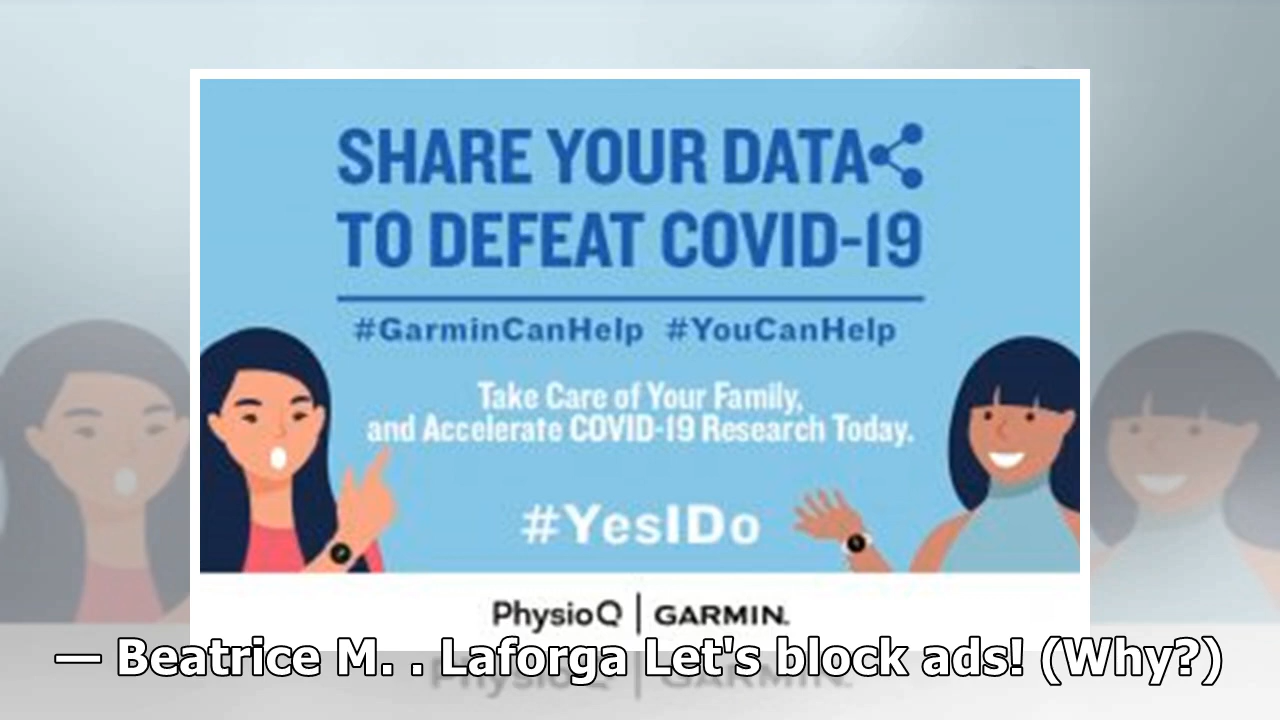 SHARE YOUR DATA
TO DEFEAT COVID-19
#GarminCanHelp #YouCanHelp
Take Care of Your Family,
and Accelerate COVID-19 Research Today.
#YesIDo
PhysioQ | GARMIN.
— Beatrice M. . Laforga Let's block ads! (Why?)